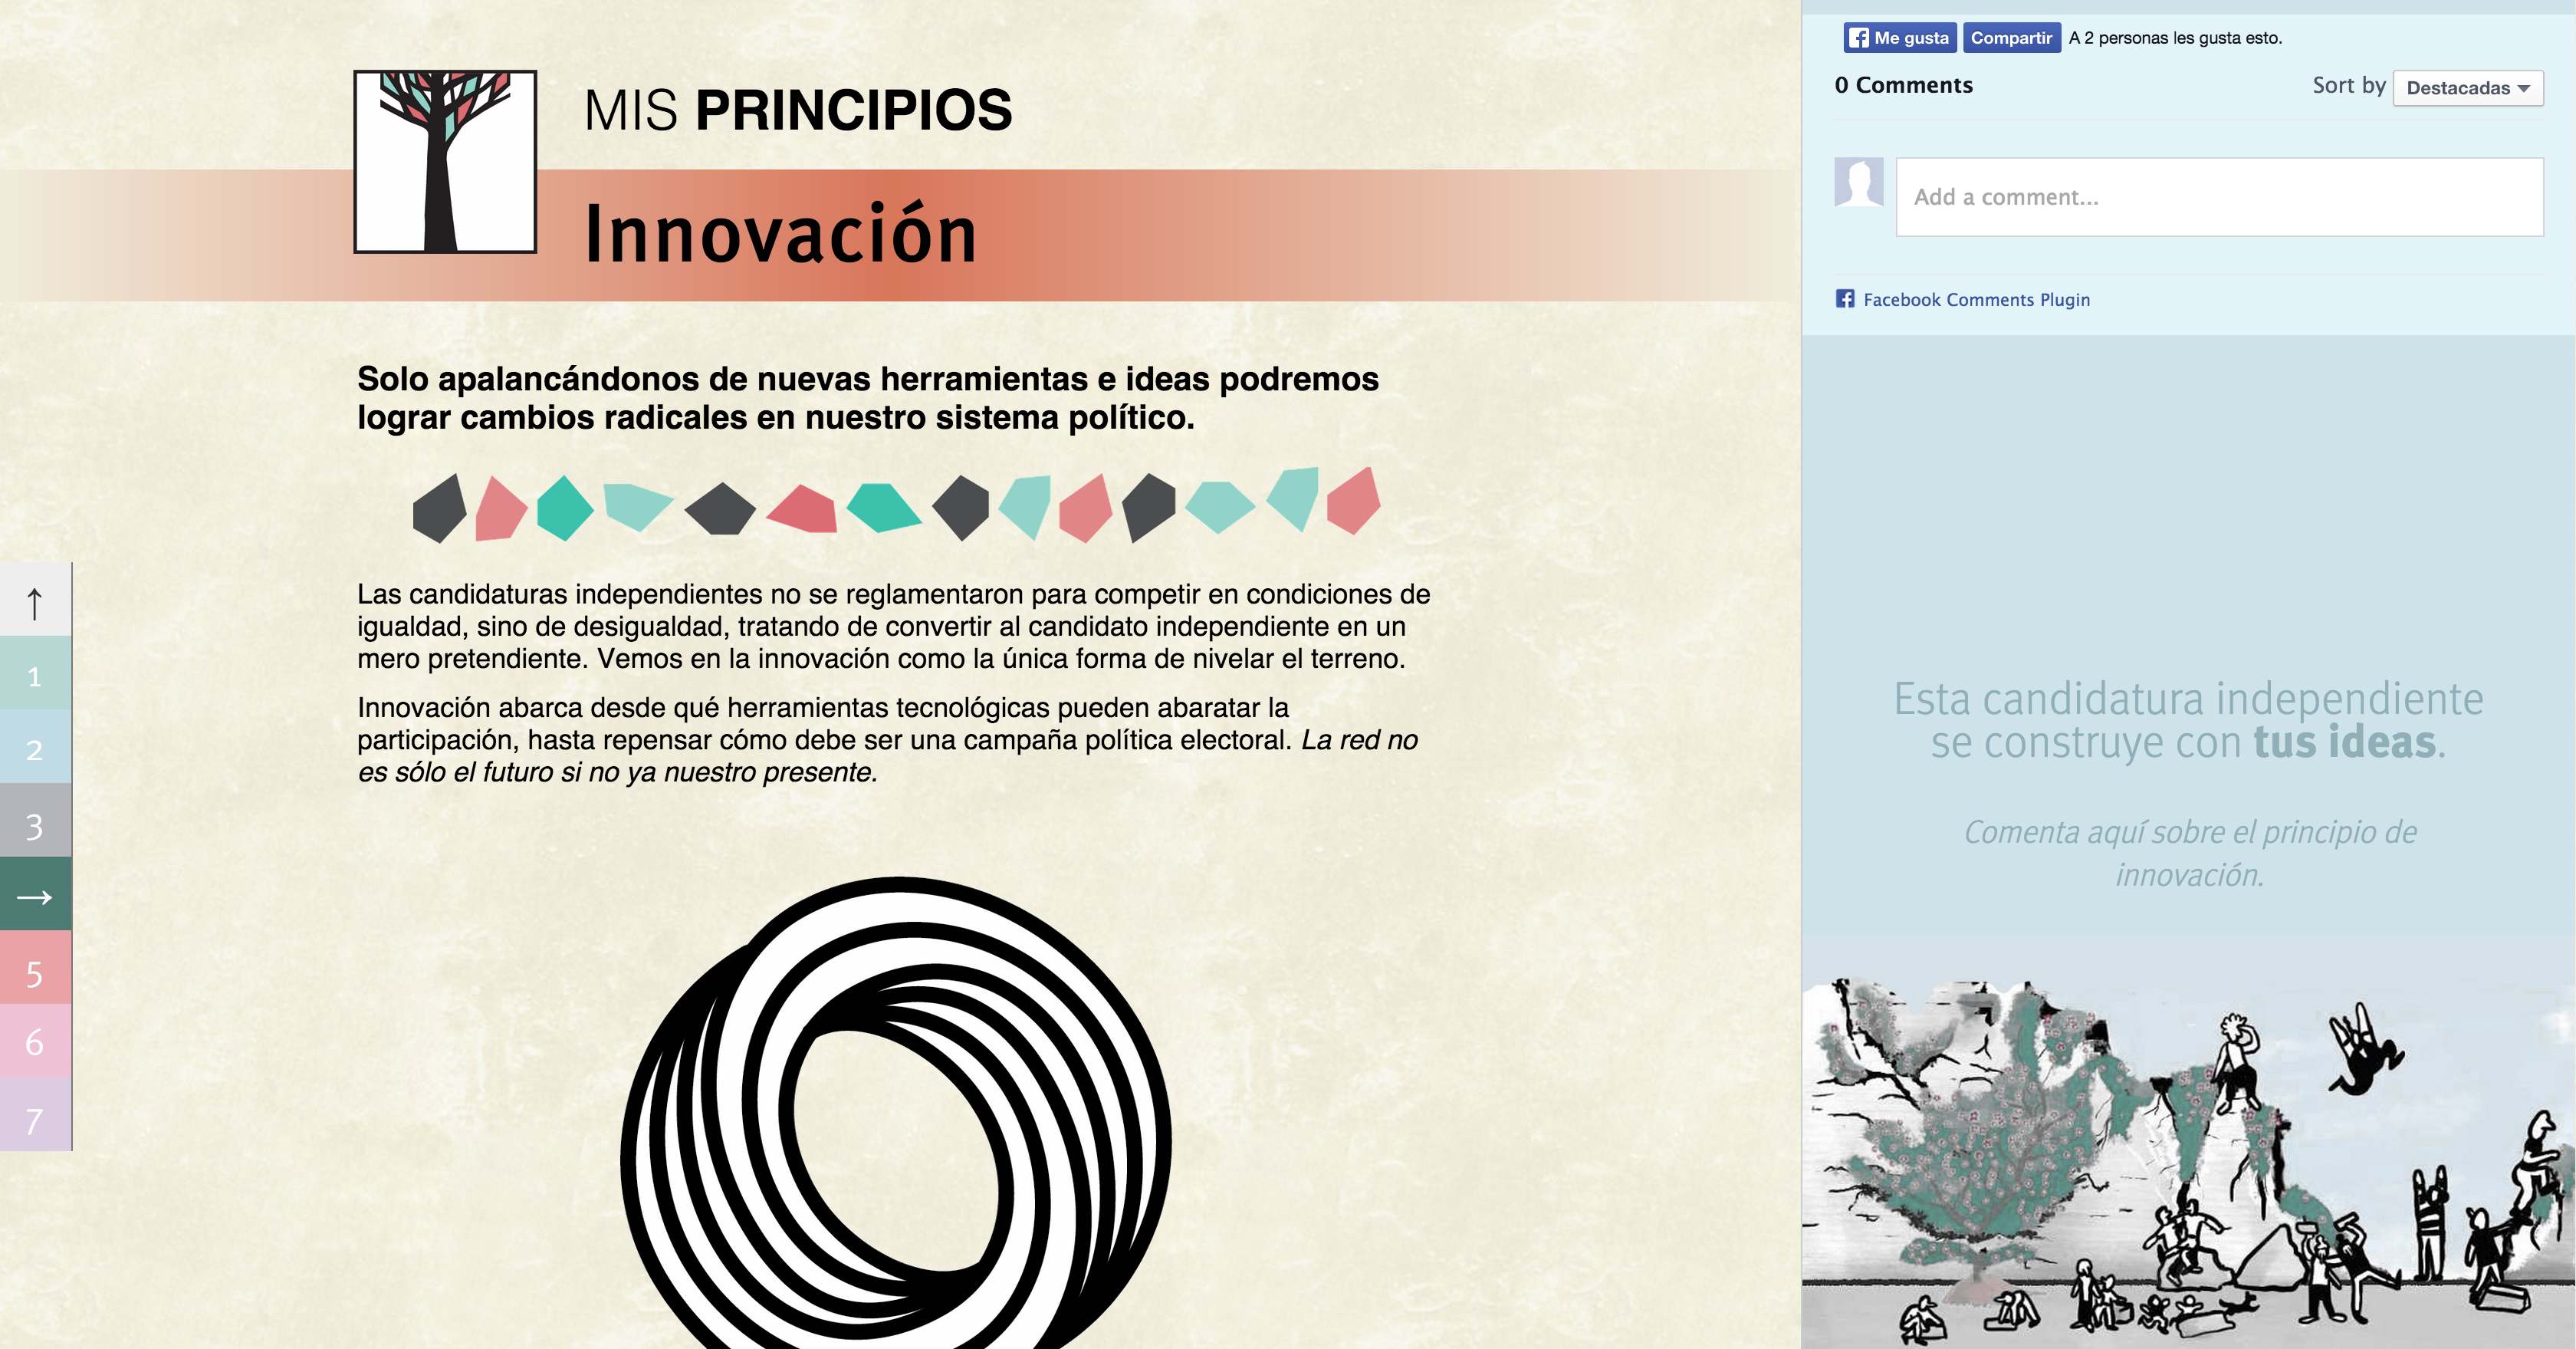 MIS PRINCIPIOS
Innovación
Solo apalancándonos de nuevas herramientas e ideas podremos
lograr cambios radicales en nuestro sistema político.
Las candidaturas independientes no se reglamentaron para competir en condiciones de
igualdad, sino de desigualdad, tratando de convertir al candidato independiente en un
mero pretendiente. Vemos en la innovación como la única forma de nivelar el terreno.
Innovación abarca desde qué herramientas tecnológicas pueden abaratar la
participación, hasta repensar cómo debe ser una campaña política electoral. La red no
es sólo el futuro si no ya nuestro presente.
↑
1
2
3
→
5
6
7
Me gusta Compartir A 2 personas les gusta esto.
0 Comments Sort by Destacadas
Add a comment...
Facebook Comments Plugin
Esta candidatura independiente
se construye con tus ideas.
Comenta aquí sobre el principio de
innovación.